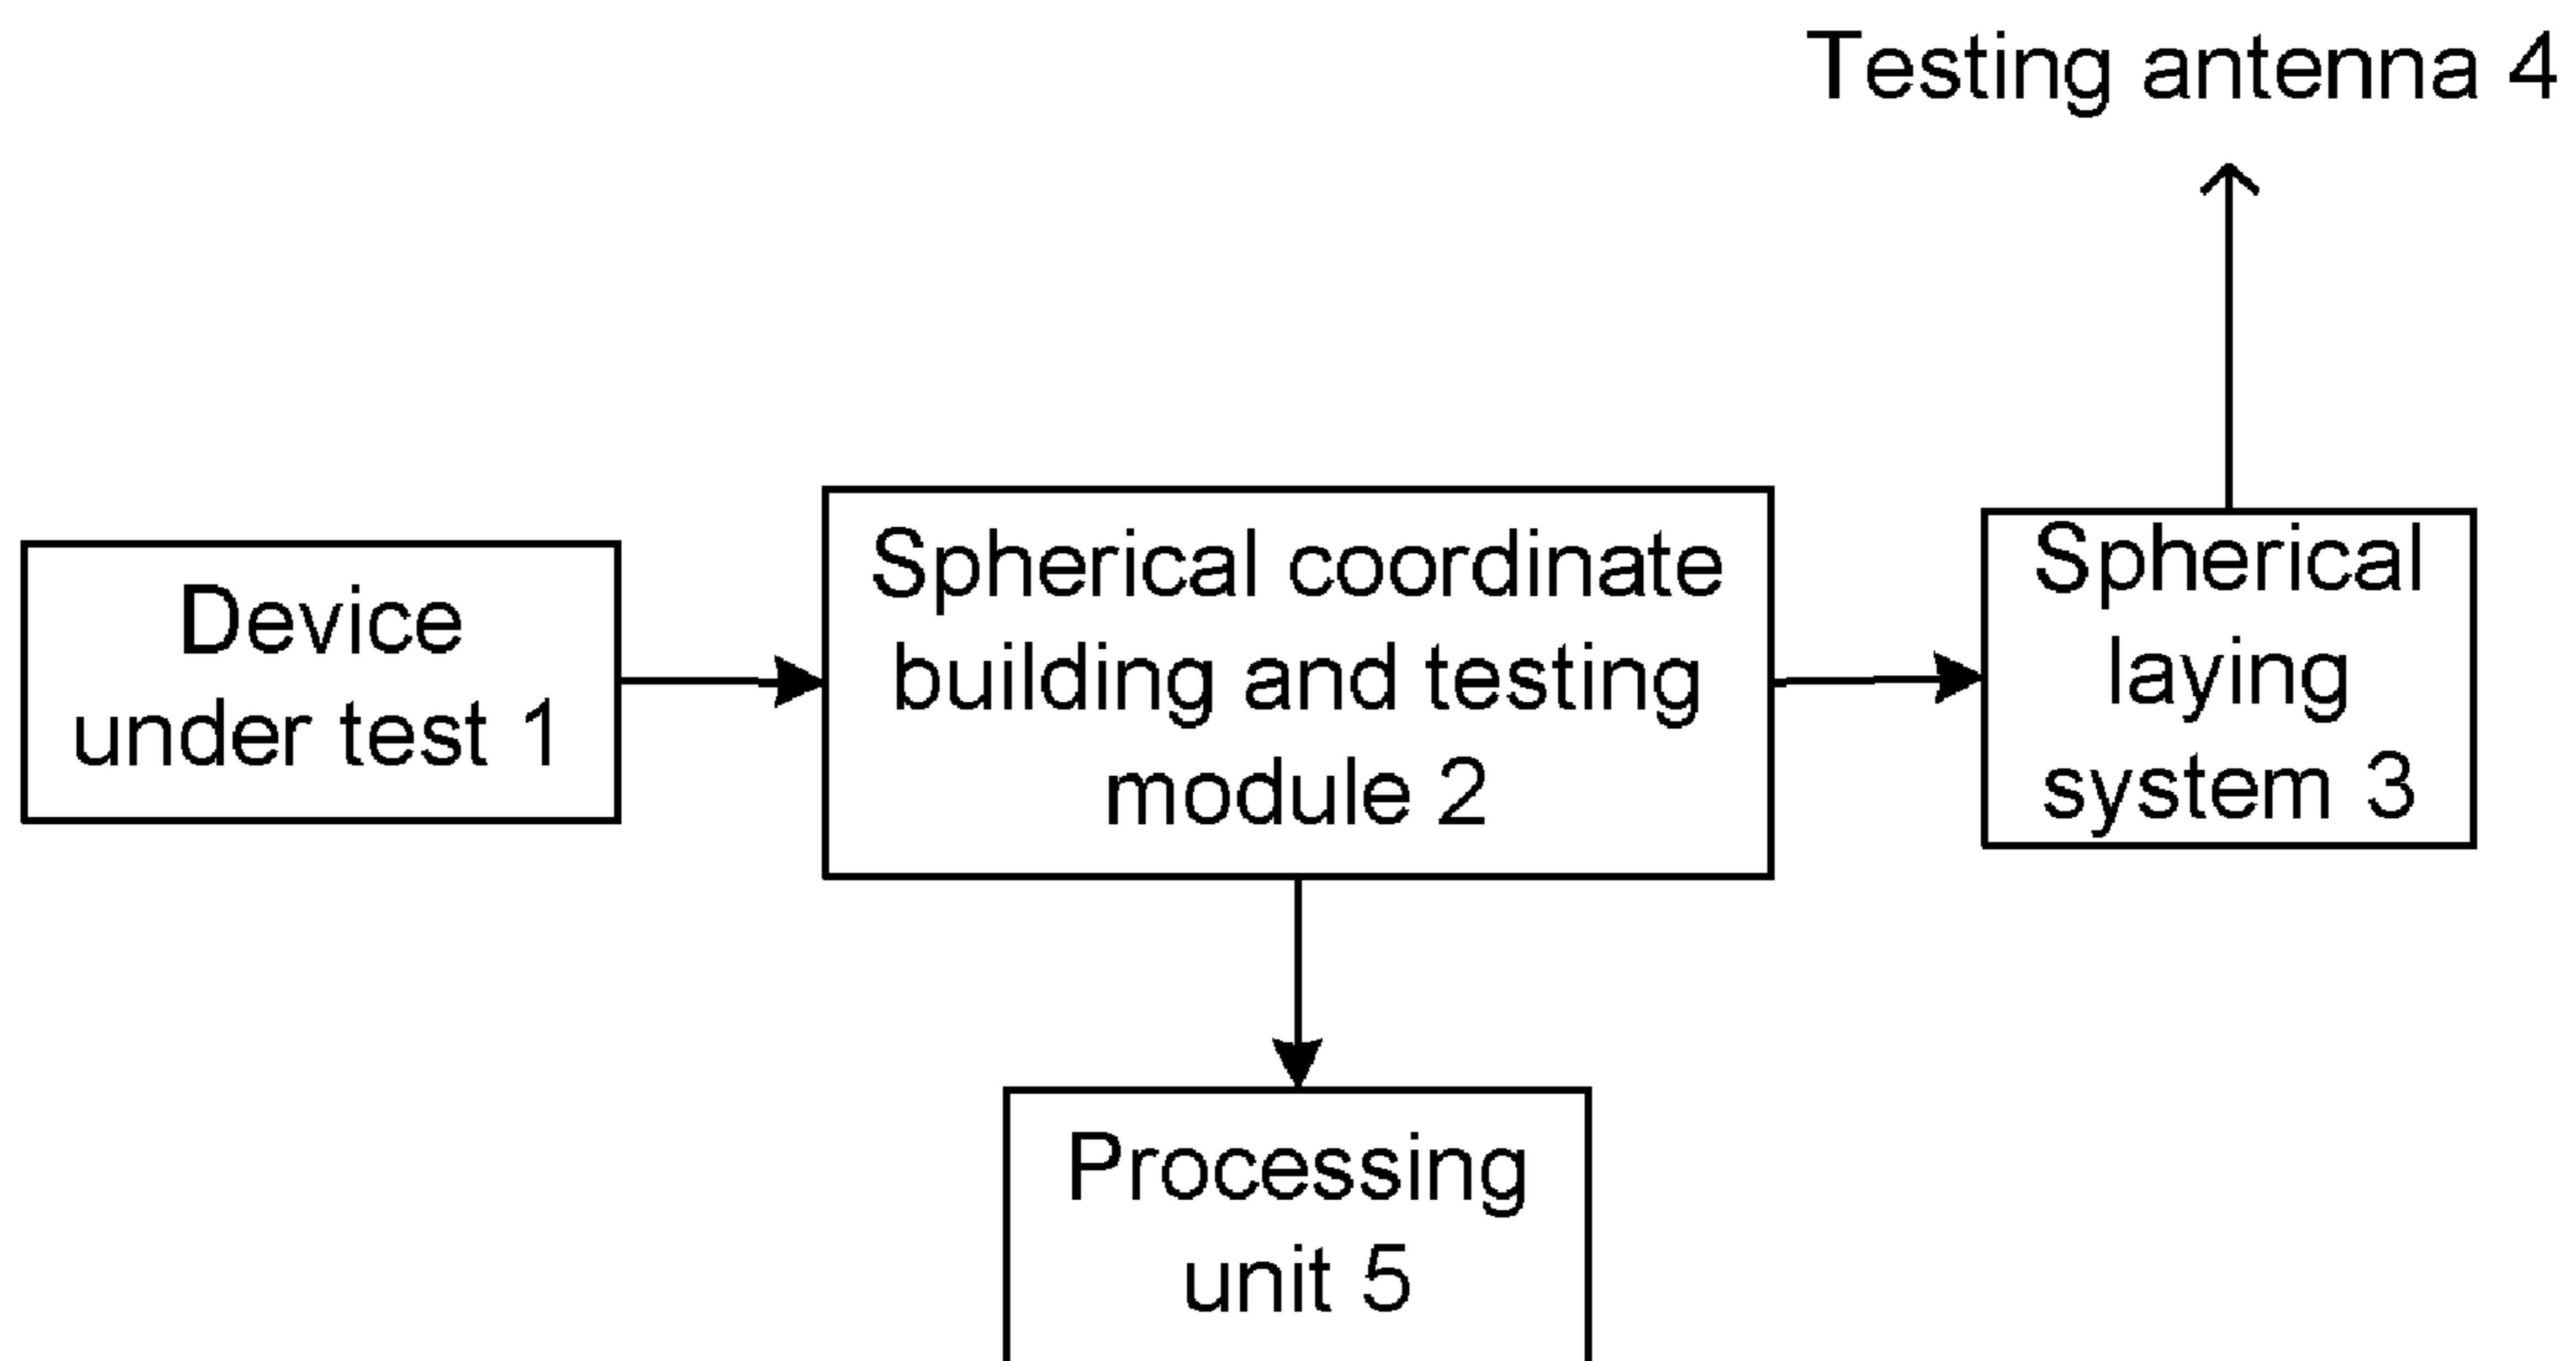 Testing antenna 4
Device
under test 1
Spherical coordinate
building and testing
module 2
Spherical
laying
system 3
Processing
unit 5